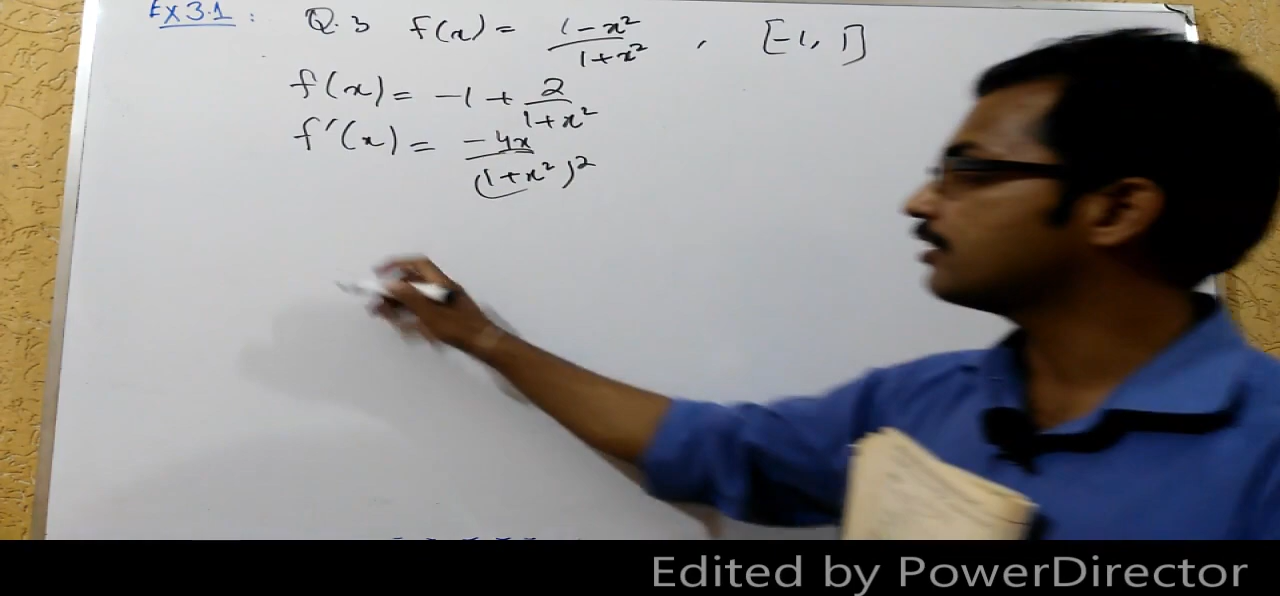 Ex 3.1 : Q.3 f(x) = (1-x²)/(1+x²) , [-1, 1]
f(x) = -1 + 2/(1+x²)
f'(x) = -4x/(1+x²)²
Edited by PowerDirector